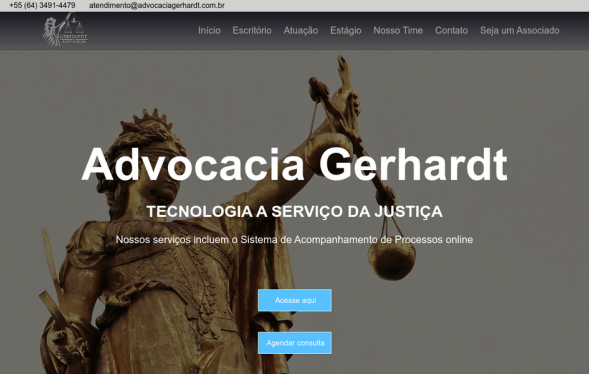 +55 (64) 3491-4479 atendimento@advocaciagerhardt.com.br
GERHARDT
Início Escritório Atuação Estágio Nosso Time Contato Seja um Associado
Advocacia Gerhardt
TECNOLOGIA A SERVIÇO DA JUSTIÇA
Nossos serviços incluem o Sistema de Acompanhamento de Processos online
Acesse aqui
Agendar consulta